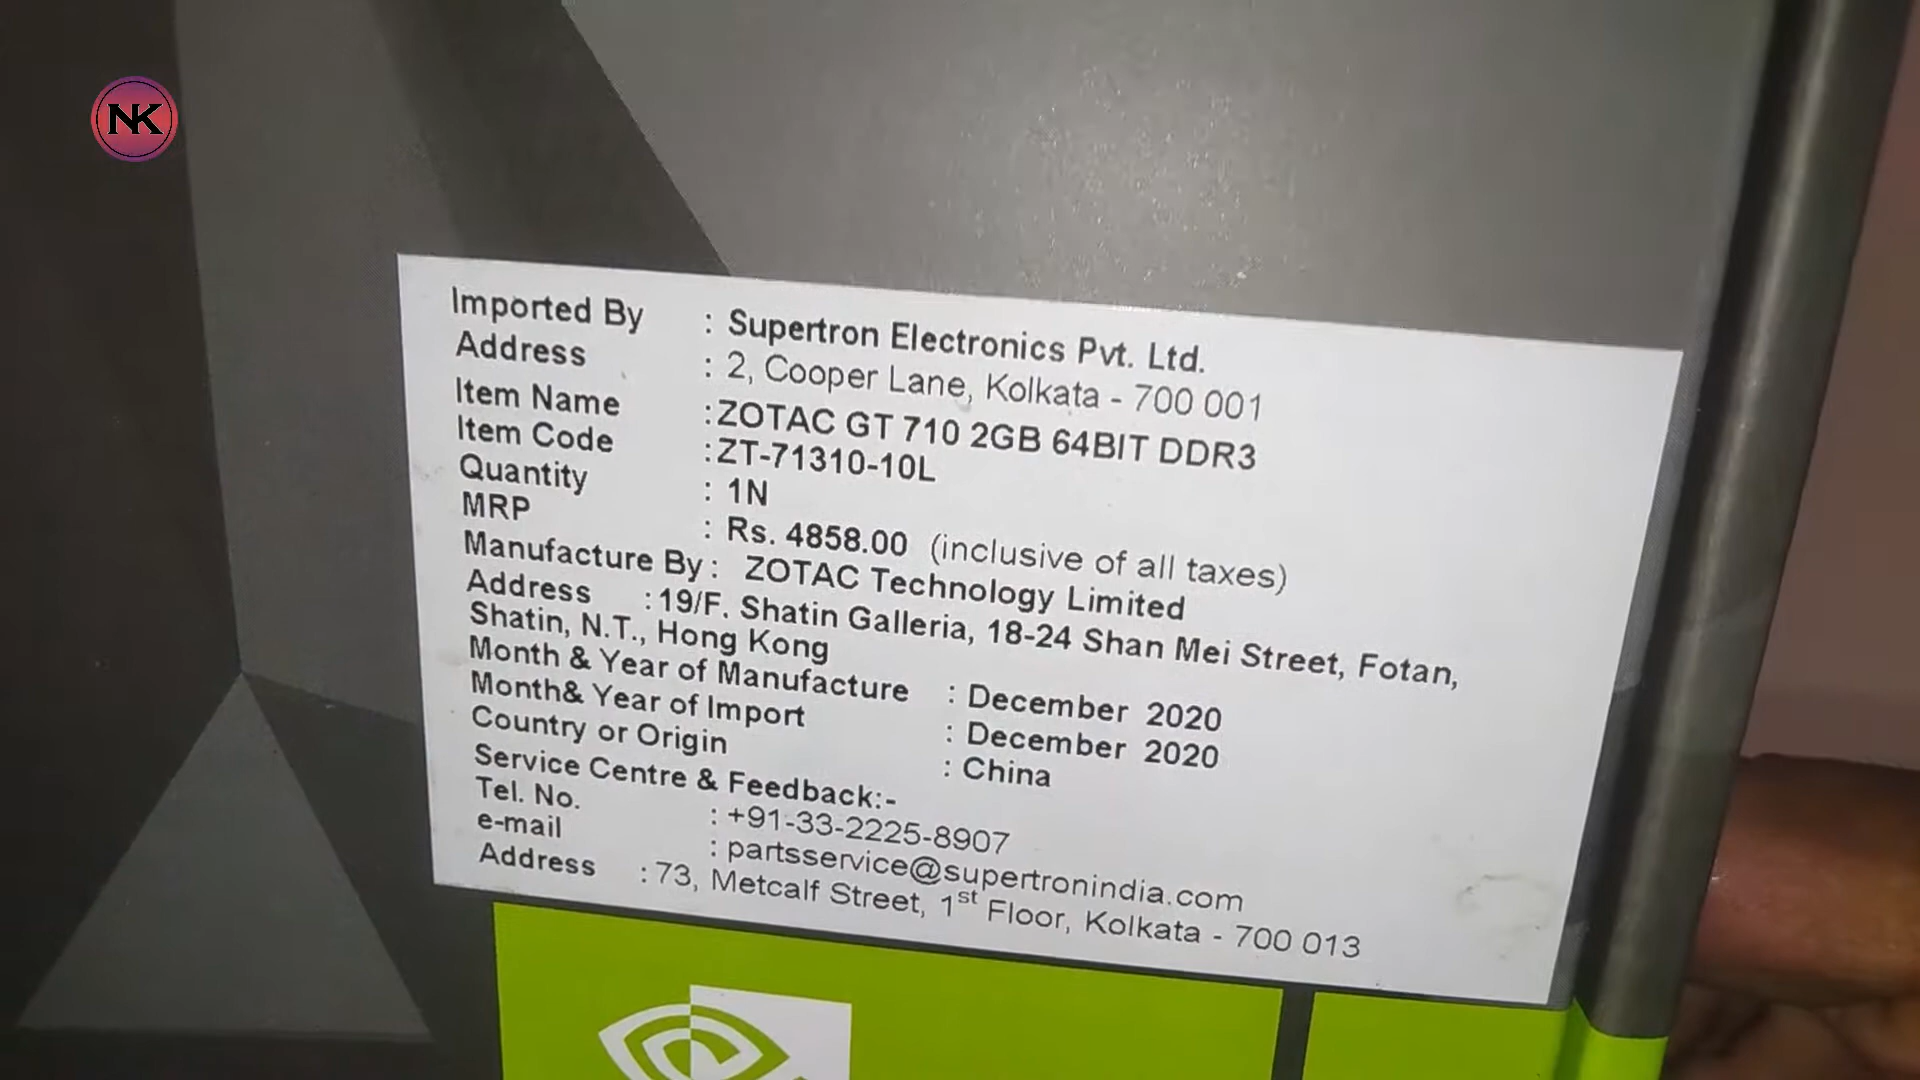 NK
Imported By : Supertron Electronics Pvt. Ltd.
Address : 2, Cooper Lane, Kolkata - 700 001
Item Name :ZOTAC GT 710 2GB 64BIT DDR3
Item Code :ZT-71310-10L
Quantity : 1N
MRP : Rs. 4858.00 (inclusive of all taxes)
Manufacture By : ZOTAC Technology Limited
Address :19/F. Shatin Galleria, 18-24 Shan Mei Street, Fotan,
Shatin, N.T., Hong Kong
Month & Year of Manufacture : December 2020
Month& Year of Import : December 2020
Country or Origin : China
Service Centre & Feedback:-
Tel. No. : +91-33-2225-8907
e-mail : partsservice@supertronindia.com
Address : 73, Metcalf Street, 1st Floor, Kolkata - 700 013